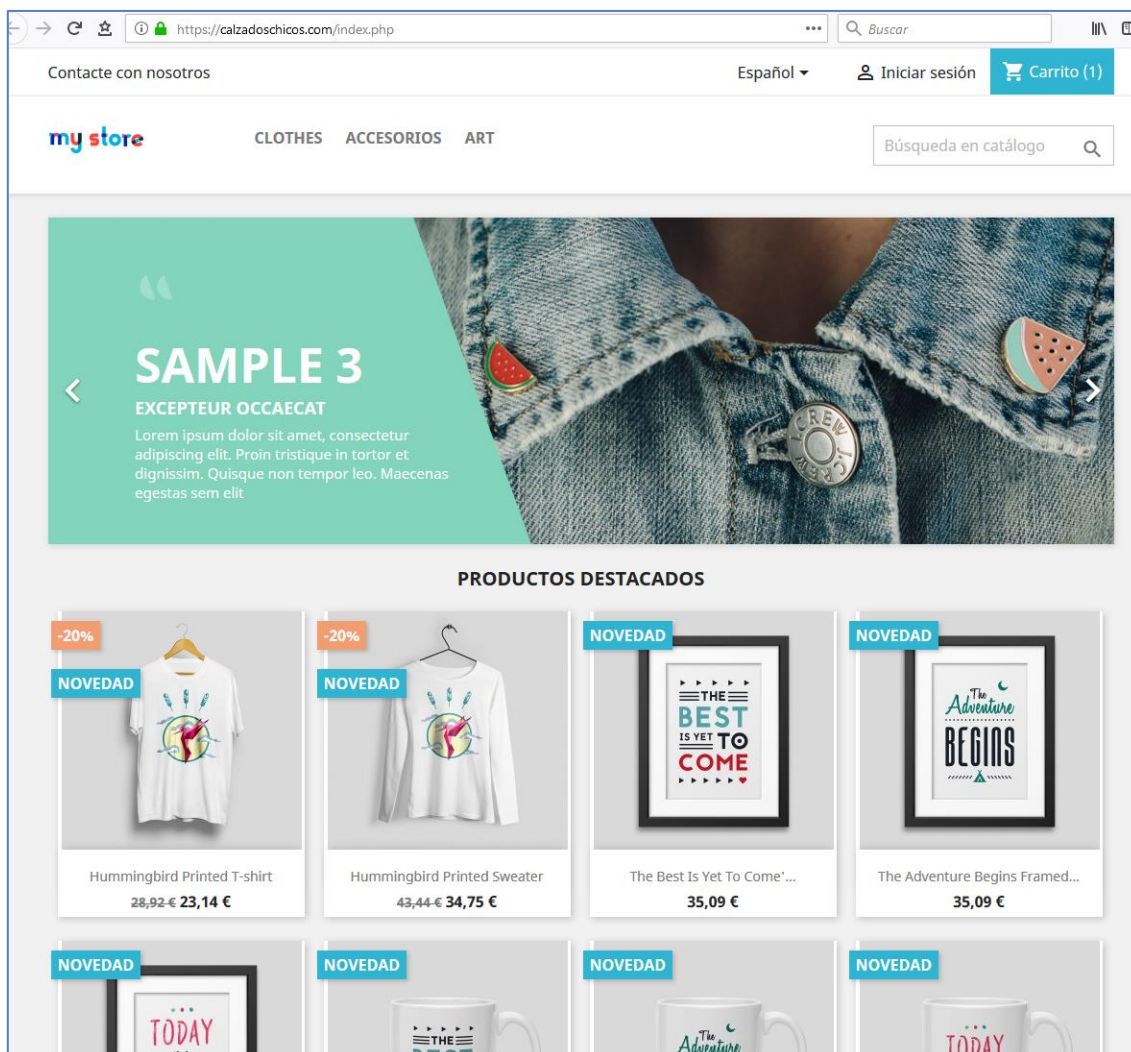 https://calzadoschicos.com/index.php
Buscar
Contacte con nosotros
Español
Iniciar sesión
Carrito (1)
my store
CLOTHES ACCESORIOS ART
Búsqueda en catálogo
SAMPLE 3
EXCEPTEUR OCCAECAT
Lorem ipsum dolor sit amet, consectetur
adipiscing elit. Proin tristique in tortor et
dignissim. Quisque non tempor leo. Maecenas
egestas sem elit
J.CREW J.CREW
PRODUCTOS DESTACADOS
-20%
NOVEDAD
-20%
NOVEDAD
NOVEDAD
THE
BEST
IS YET TO
COME
NOVEDAD
The
Adventure
BEGINS
Hummingbird Printed T-shirt
28,92 € 23,14 €
Hummingbird Printed Sweater
43,44 € 34,75 €
The Best Is Yet To Come'...
35,09 €
The Adventure Begins Framed...
35,09 €
NOVEDAD
TODAY
NOVEDAD
THE
BEST
NOVEDAD
The
Adventure
NOVEDAD
TODAY